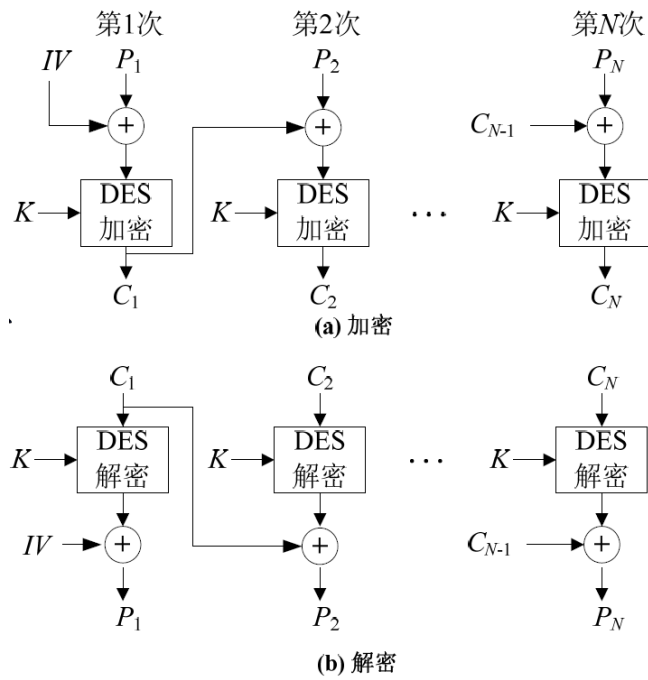 第1次 第2次 第N次
IV P1 P2 PN
+ + CN-1 +
K DES 加密 K DES 加密 ··· K DES 加密
C1 C2 CN
(a) 加密
C1 C2 CN
K DES 解密 K DES 解密 ··· K DES 解密
IV + + CN-1 +
P1 P2 PN
(b) 解密